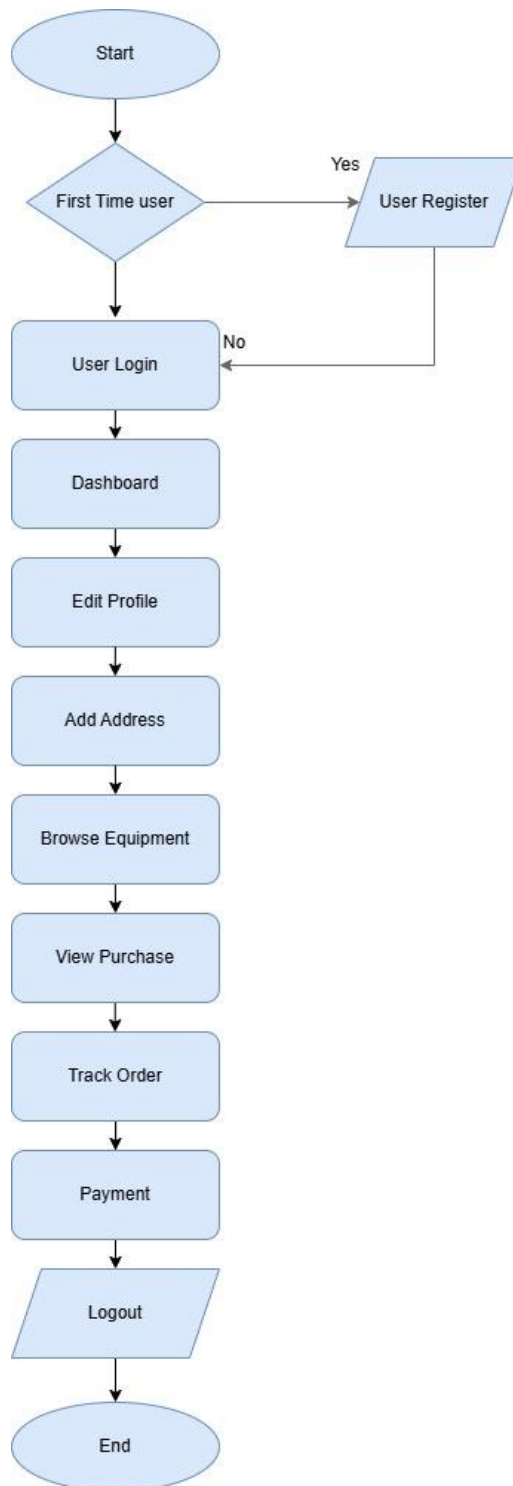 Start
Yes
First Time user
User Register
No
User Login
Dashboard
Edit Profile
Add Address
Browse Equipment
View Purchase
Track Order
Payment
Logout
End